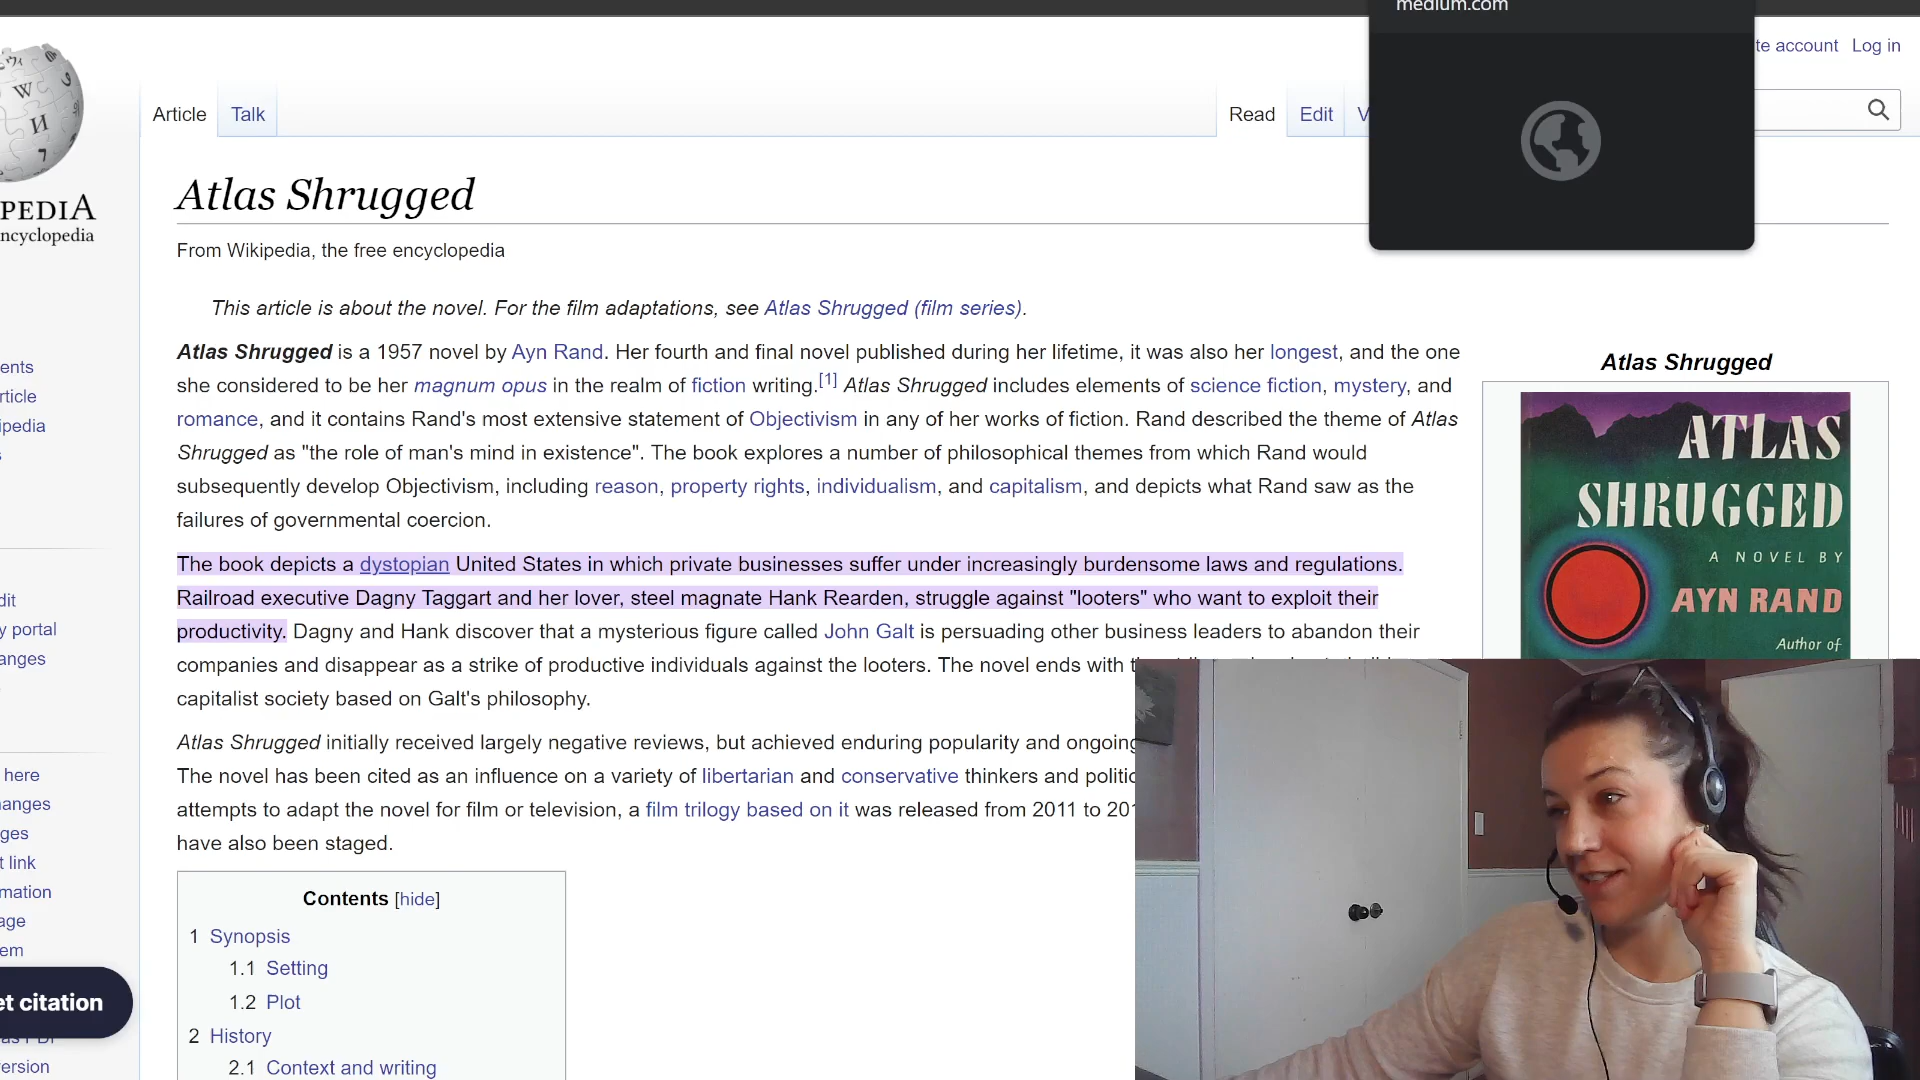 medium.com
te account Log in
Article Talk Read Edit V
PEDIA
ncyclopedia
Atlas Shrugged
From Wikipedia, the free encyclopedia
This article is about the novel. For the film adaptations, see Atlas Shrugged (film series).
Atlas Shrugged is a 1957 novel by Ayn Rand. Her fourth and final novel published during her lifetime, it was also her longest, and the one
she considered to be her magnum opus in the realm of fiction writing.[1] Atlas Shrugged includes elements of science fiction, mystery, and
romance, and it contains Rand's most extensive statement of Objectivism in any of her works of fiction. Rand described the theme of Atlas
Shrugged as "the role of man's mind in existence". The book explores a number of philosophical themes from which Rand would
subsequently develop Objectivism, including reason, property rights, individualism, and capitalism, and depicts what Rand saw as the
failures of governmental coercion.
The book depicts a dystopian United States in which private businesses suffer under increasingly burdensome laws and regulations.
Railroad executive Dagny Taggart and her lover, steel magnate Hank Rearden, struggle against "looters" who want to exploit their
productivity. Dagny and Hank discover that a mysterious figure called John Galt is persuading other business leaders to abandon their
companies and disappear as a strike of productive individuals against the looters. The novel ends with
capitalist society based on Galt's philosophy.
Atlas Shrugged initially received largely negative reviews, but achieved enduring popularity and ongoing
The novel has been cited as an influence on a variety of libertarian and conservative thinkers and politic
attempts to adapt the novel for film or television, a film trilogy based on it was released from 2011 to 201
have also been staged.
Contents [hide]
1 Synopsis
1.1 Setting
1.2 Plot
2 History
2.1 Context and writing
Atlas Shrugged
ATLAS
SHRUGGED
A NOVEL BY
AYN RAND
Author of
ents
rticle
ipedia
s
dit
y portal
anges
here
anges
ges
t link
mation
age
em
et citation
ersion